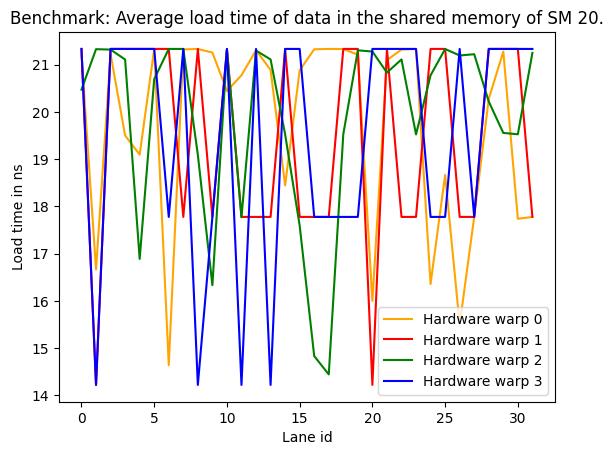 Benchmark: Average load time of data in the shared memory of SM 20.
21
20
19
18
17
16
15
14
Load time in ns
0
5
10
15
20
25
30
Lane id
Hardware warp 0
Hardware warp 1
Hardware warp 2
Hardware warp 3